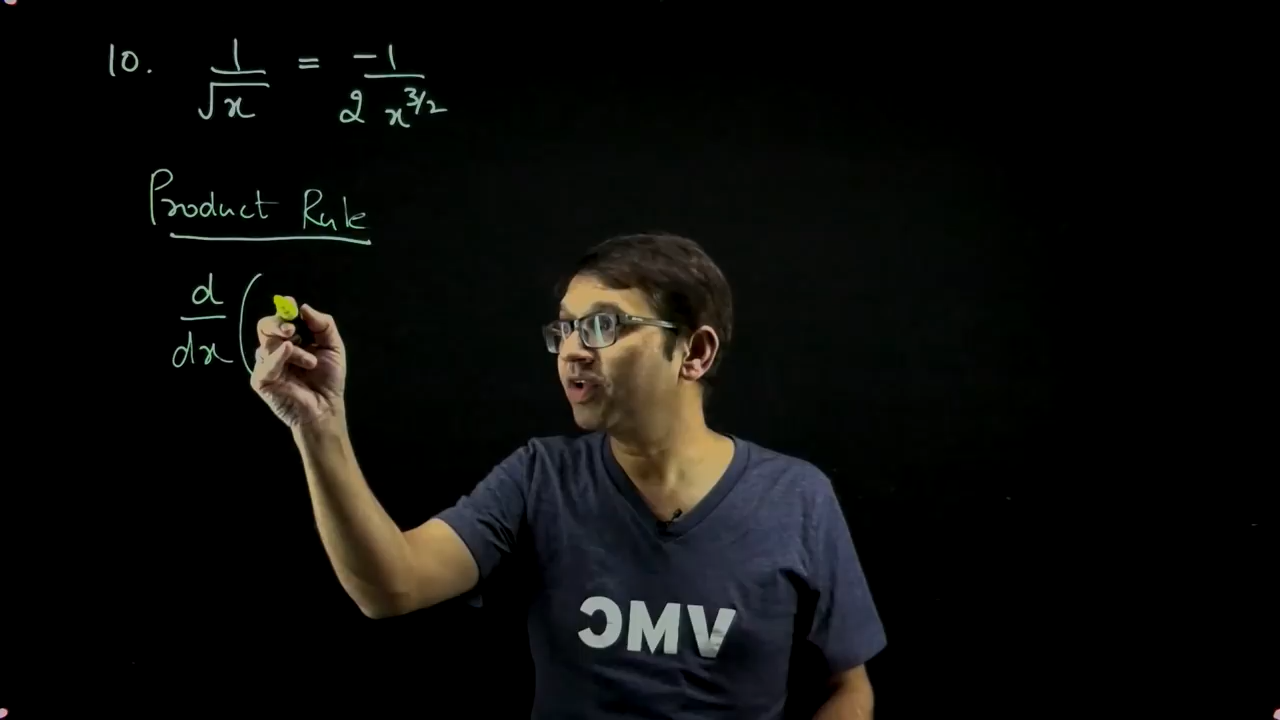 10. 1/√x = -1/2 x^3/2
Product Rule
d/dx (
VMC